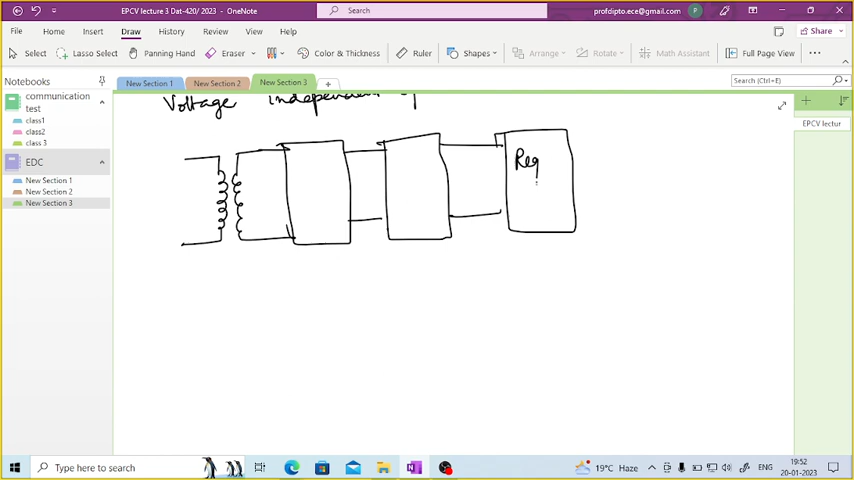 EPCV lecture 3 Dat-420/ 2023 - OneNote
Search
profdipto.ece@gmail.com
P
File
Home
Insert
Draw
History
Review
View
Help
Share
Select
Lasso Select
Panning Hand
Eraser
Color & Thickness
Ruler
Shapes
Arrange
Rotate
Math Assistant
Full Page View
Notebooks
New Section 1
New Section 2
New Section 3
Search (Ctrl+E)
communication
test
class1
class2
class 3
EDC
New Section 1
New Section 2
New Section 3
EPCV lectur
Voltage independent of
Reg
Type here to search
19°C Haze
ENG
19:52
20-01-2023